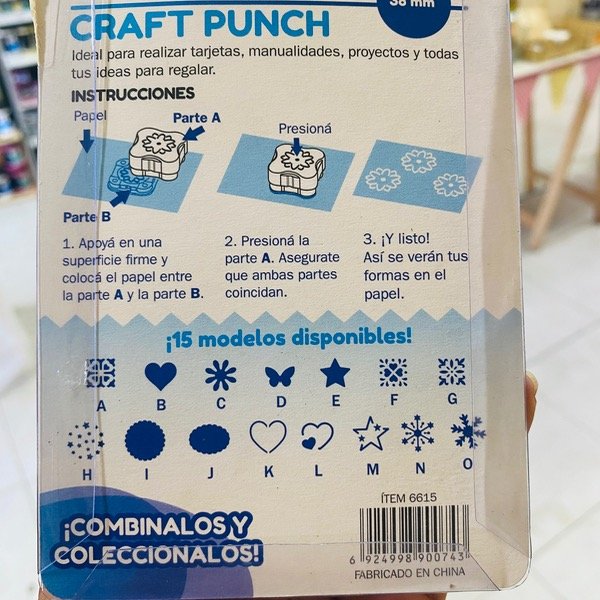 38 mm
CRAFT PUNCH
Ideal para realizar tarjetas, manualidades, proyectos y todas
tus ideas para regalar.
INSTRUCCIONES
Papel
Parte A
Parte B
Presioná
1. Apoyá en una
superficie firme y
colocá el papel entre
la parte A y la parte B.
2. Presioná la
parte A. Asegurate
que ambas partes
coincidan.
3. ¡Y listo!
Así se verán tus
formas en el
papel.
¡15 modelos disponibles!
A B C D E F G
H I J K L M N O
¡COMBINALOS Y
COLECCIONALOS!
ÍTEM 6615
6 924998 900743
FABRICADO EN CHINA